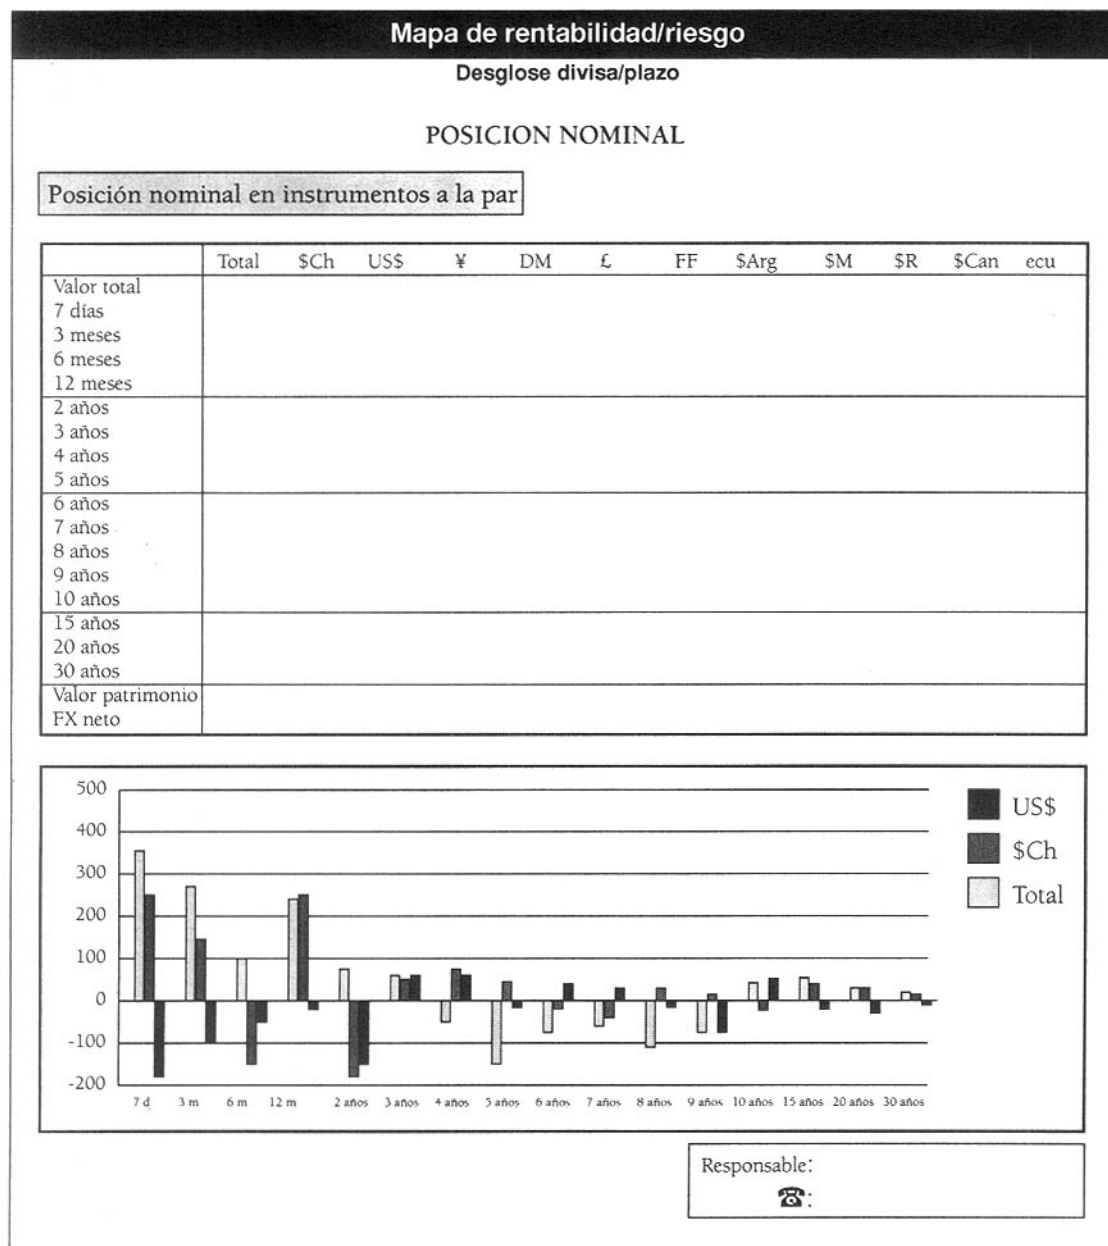 Mapa de rentabilidad/riesgo
Desglose divisa/plazo
POSICION NOMINAL
Posición nominal en instrumentos a la par
Total $Ch US$ ¥ DM £ FF $Arg $M $R $Can ecu
Valor total
7 días
3 meses
6 meses
12 meses
2 años
3 años
4 años
5 años
6 años
7 años
8 años
9 años
10 años
15 años
20 años
30 años
Valor patrimonio
FX neto
500
400
300
200
100
0
-100
-200
7 d 3 m 6 m 12 m 2 años 3 años 4 años 5 años 6 años 7 años 8 años 9 años 10 años 15 años 20 años 30 años
US$
$Ch
Total
Responsable:
☎: